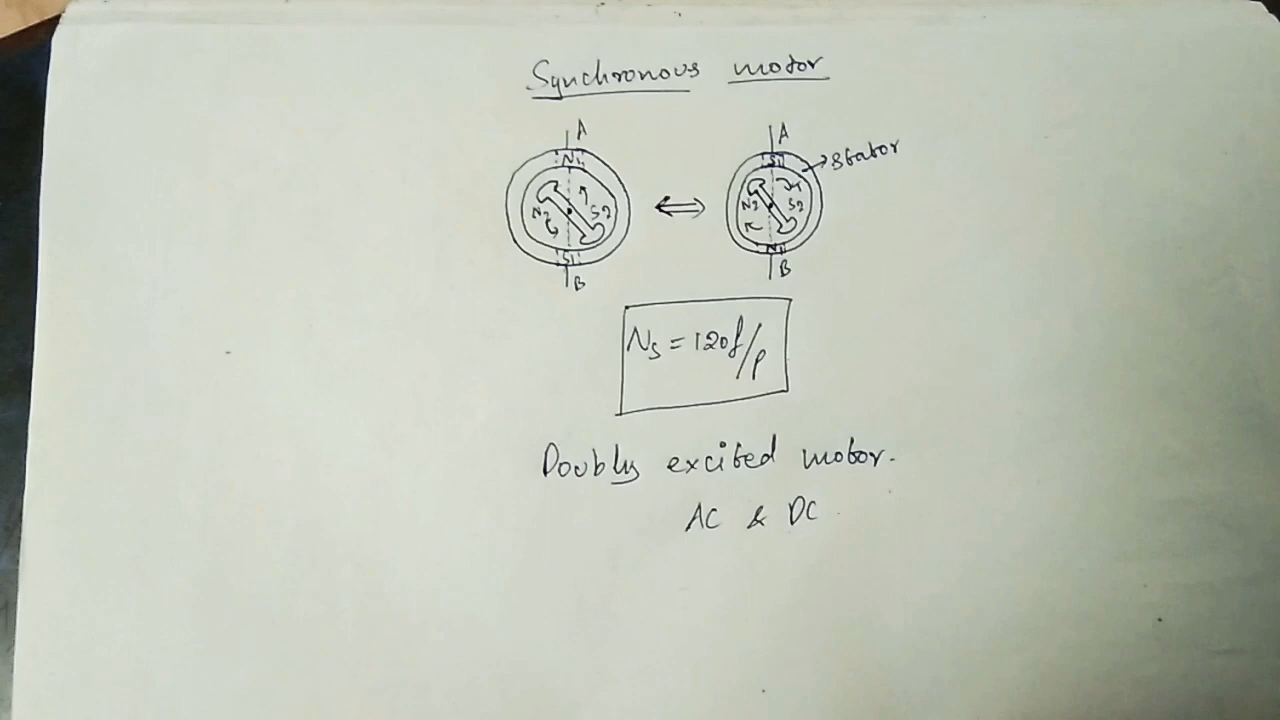 Synchronous motor
A
N1
N2 S2
S1
B
A
S1
stator
N2 S2
N1
B
Ns = 120f/p
Doubly excited motor.
AC & DC